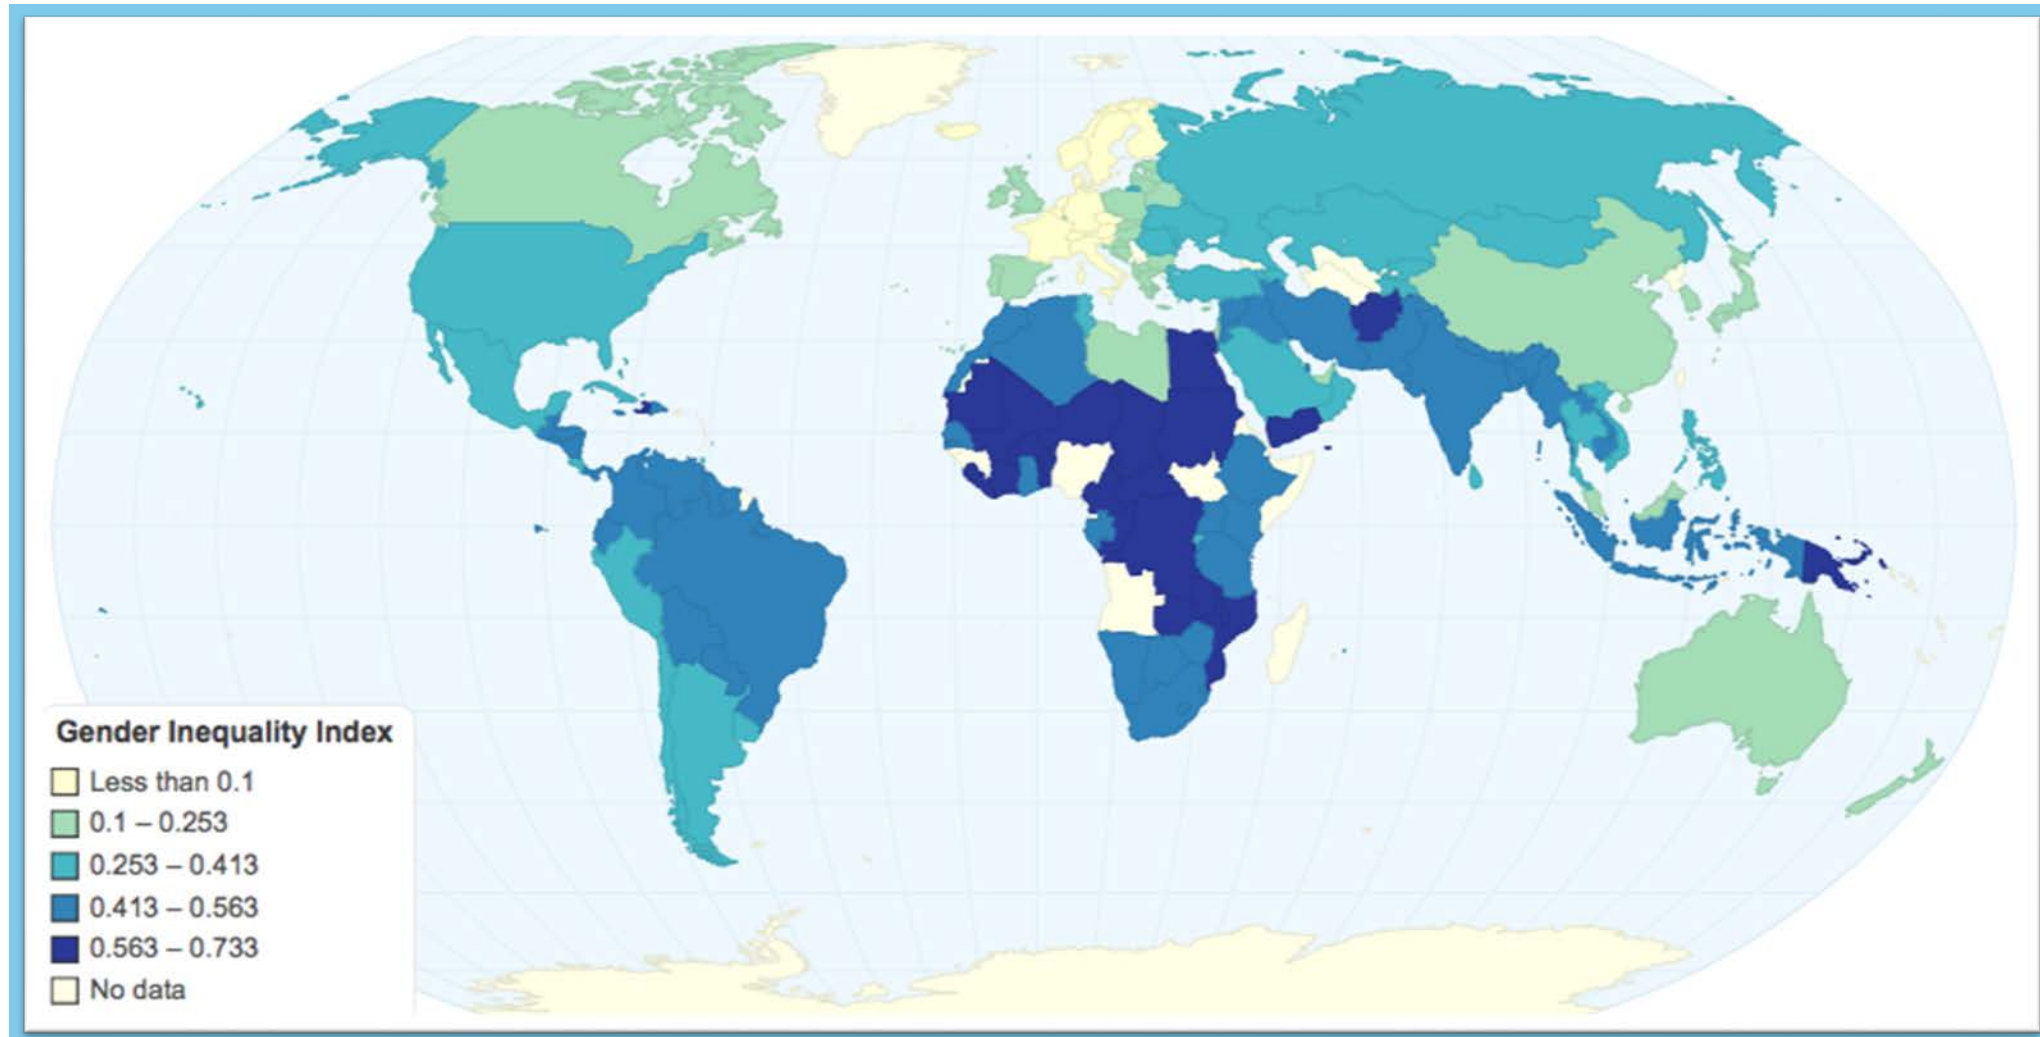 Gender Inequality Index
Less than 0.1
0.1 – 0.253
0.253 – 0.413
0.413 – 0.563
0.563 – 0.733
No data